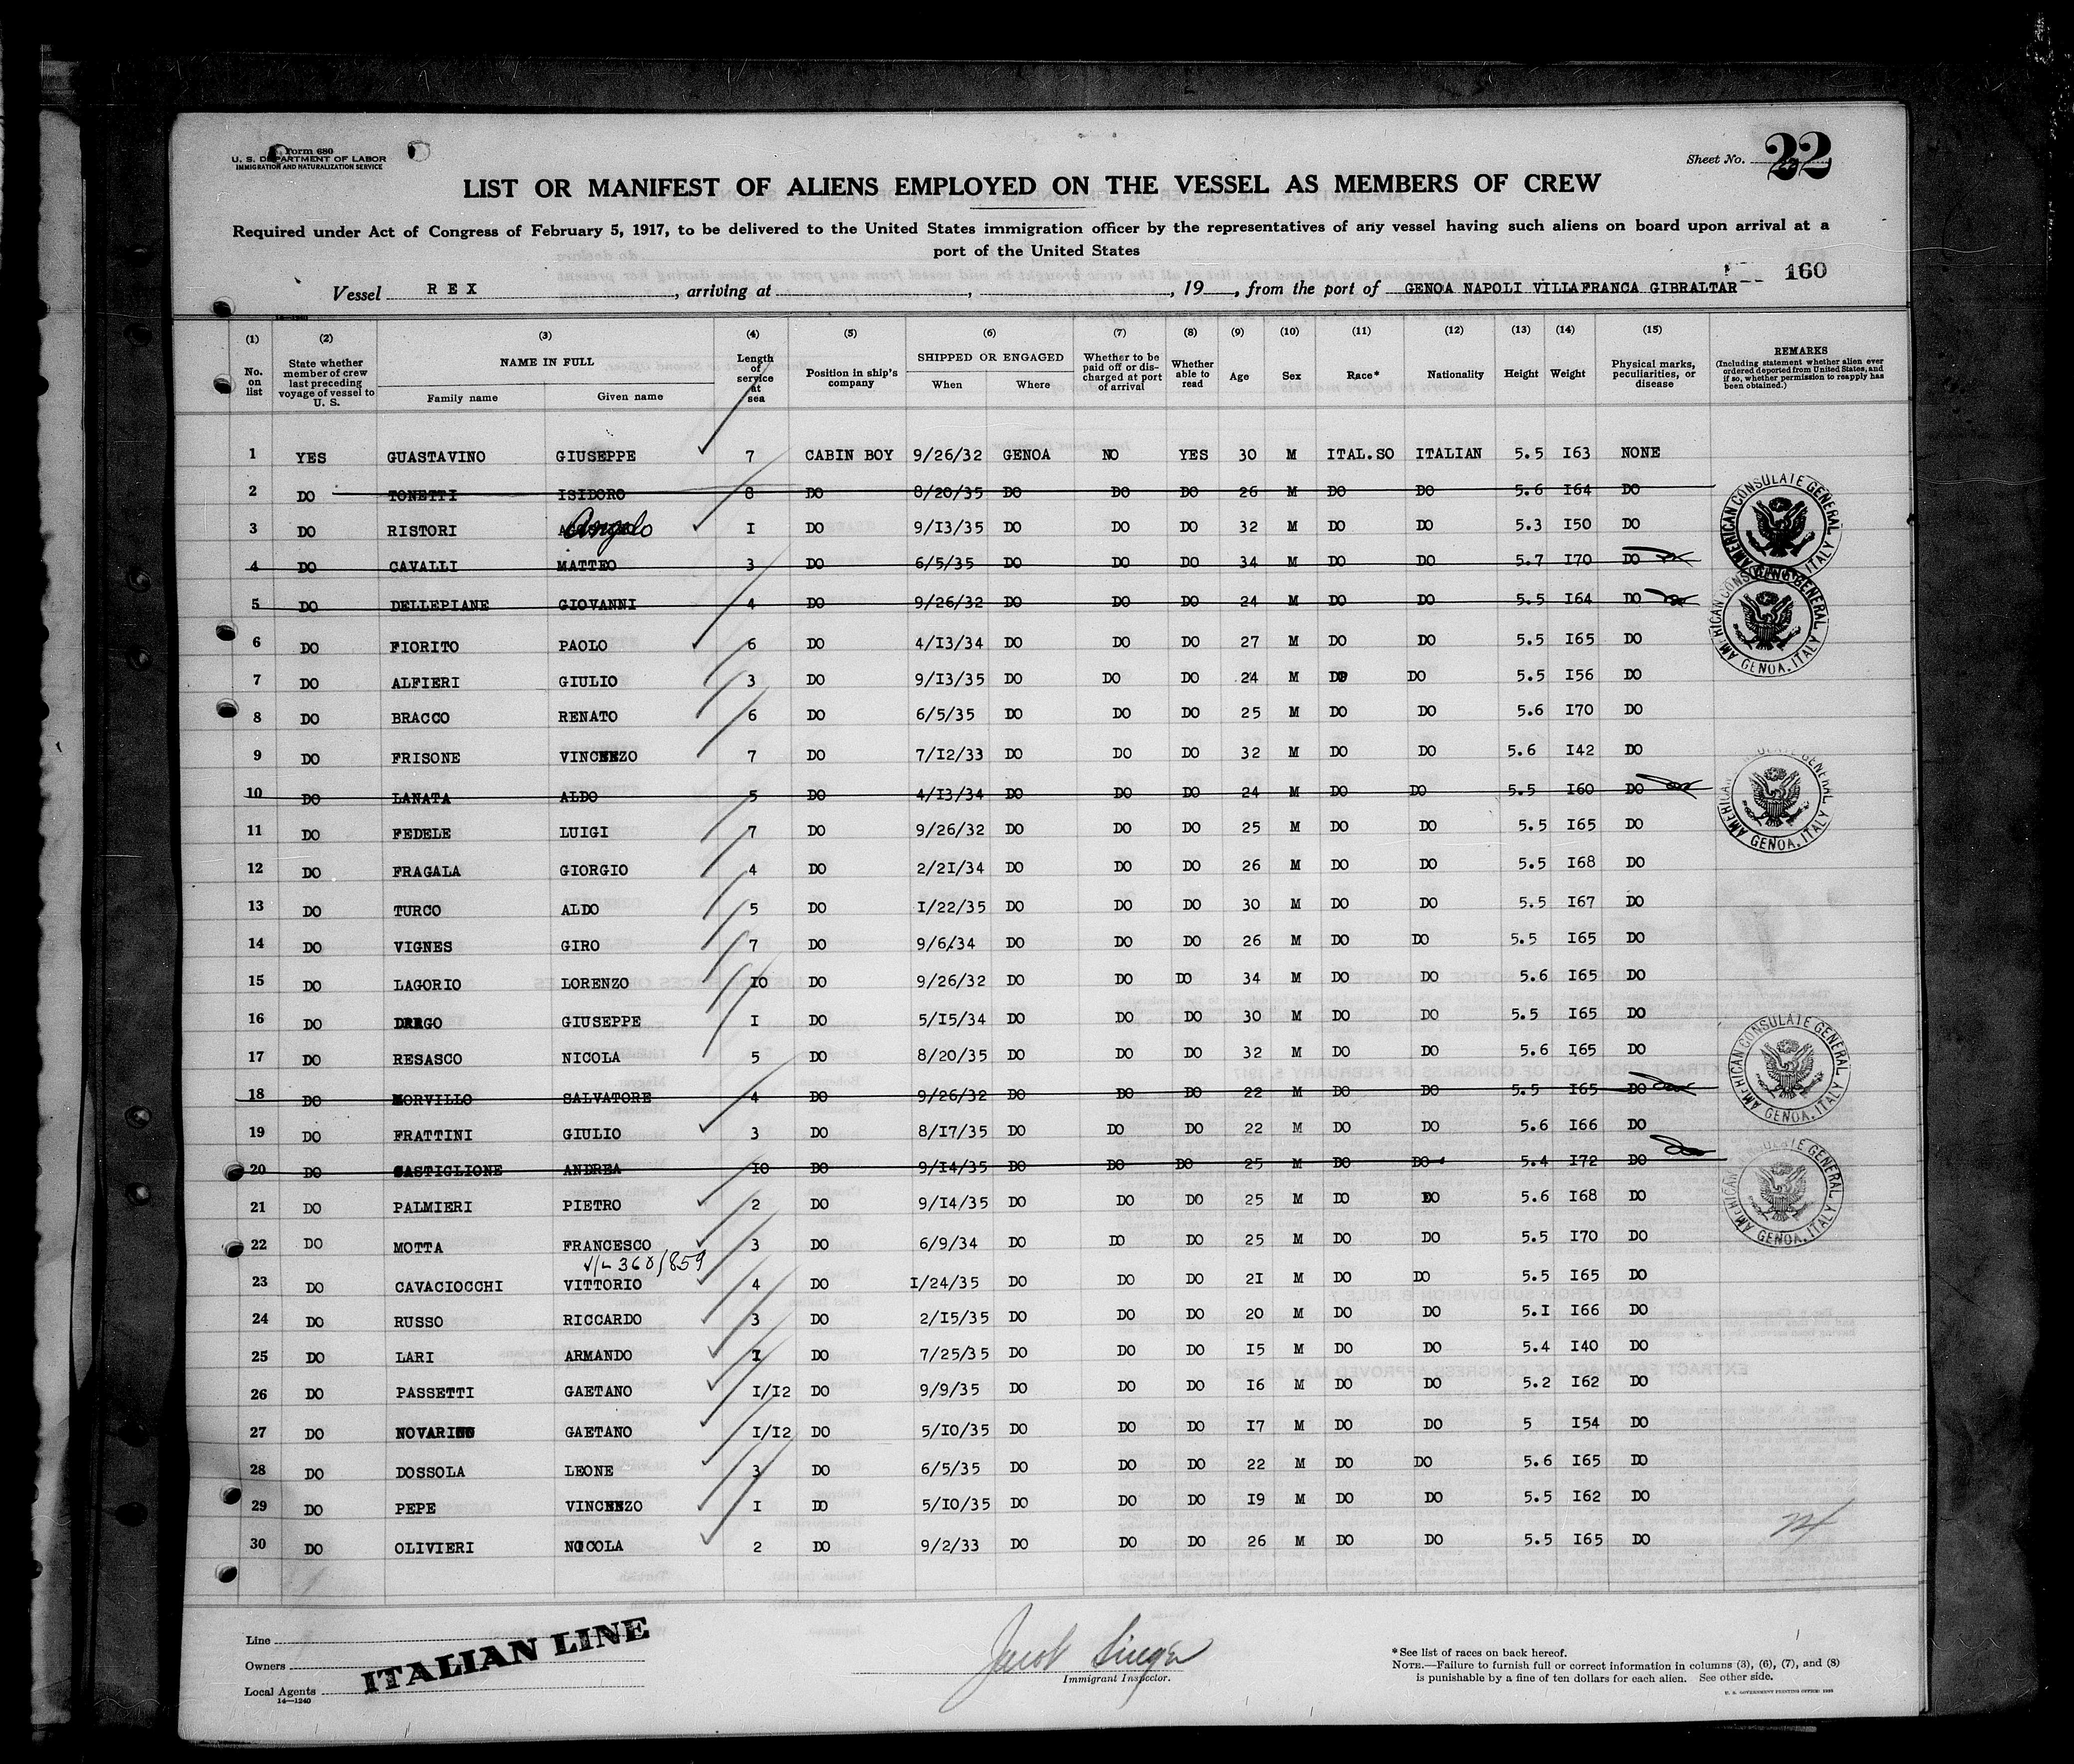 Form 680
U. S. DEPARTMENT OF LABOR
IMMIGRATION AND NATURALIZATION SERVICE
Sheet No. 22
LIST OR MANIFEST OF ALIENS EMPLOYED ON THE VESSEL AS MEMBERS OF CREW
Required under Act of Congress of February 5, 1917, to be delivered to the United States immigration officer by the representatives of any vessel having such aliens on board upon arrival at a
port of the United States
160
Vessel REX, arriving at , , 19 , from the port of GENOA NAPOLI VILLAFRANCA GIBRALTAR
(1) (2) (3) (4) (5) (6) (7) (8) (9) (10) (11) (12) (13) (14) (15)
No. on list
State whether member of crew last preceding voyage of vessel to U. S.
NAME IN FULL
Family name
Given name
Length of service at sea
Position in ship's company
SHIPPED OR ENGAGED
When
Where
Whether to be paid off or discharged at port of arrival
Whether able to read
Age
Sex
Race*
Nationality
Height
Weight
Physical marks, peculiarities, or disease
REMARKS
(Including statement whether alien ever ordered deported from United States, and if so, whether permission to reapply has been obtained.)
1 YES GUASTAVINO GIUSEPPE 7 CABIN BOY 9/26/32 GENOA NO YES 30 M ITAL.SO ITALIAN 5.5 I63 NONE
2 DO TONETTI ISIDORO 8 DO 8/20/35 DO DO DO 26 M DO DO 5.6 I64 DO
3 DO RISTORI Angelo I DO 9/I3/35 DO DO DO 32 M DO DO 5.3 I50 DO
4 DO CAVALLI MATTEO 3 DO 6/5/35 DO DO DO 34 M DO DO 5.7 I70 DO
5 DO DELLEPIANE GIOVANNI 4 DO 9/26/32 DO DO DO 24 M DO DO 5.5 I64 DO
6 DO FIORITO PAOLO 6 DO 4/I3/34 DO DO DO 27 M DO DO 5.5 I65 DO
7 DO ALFIERI GIULIO 3 DO 9/I3/35 DO DO DO 24 M DO DO 5.5 I56 DO
8 DO BRACCO RENATO 6 DO 6/5/35 DO DO DO 25 M DO DO 5.6 I70 DO
9 DO FRISONE VINCENZO 7 DO 7/I2/33 DO DO DO 32 M DO DO 5.6 I42 DO
10 DO LANATA ALDO 5 DO 4/I3/34 DO DO DO 24 M DO DO 5.5 I60 DO
11 DO FEDELE LUIGI 7 DO 9/26/32 DO DO DO 25 M DO DO 5.5 I65 DO
12 DO FRAGALA GIORGIO 4 DO 2/2I/34 DO DO DO 26 M DO DO 5.5 I68 DO
13 DO TURCO ALDO 5 DO I/22/35 DO DO DO 30 M DO DO 5.5 I67 DO
14 DO VIGNES GIRO 7 DO 9/6/34 DO DO DO 26 M DO DO 5.5 I65 DO
15 DO LAGORIO LORENZO IO DO 9/26/32 DO DO DO 34 M DO DO 5.6 I65 DO
16 DO DRAGO GIUSEPPE I DO 5/I5/34 DO DO DO 30 M DO DO 5.5 I65 DO
17 DO RESASCO NICOLA 5 DO 8/20/35 DO DO DO 32 M DO DO 5.6 I65 DO
18 DO MORVILLO SALVATORE 4 DO 9/26/32 DO DO DO 22 M DO DO 5.5 I65 DO
19 DO FRATTINI GIULIO 3 DO 8/I7/35 DO DO DO 22 M DO DO 5.6 I66 DO
20 DO CASTIGLIONE ANDREA IO DO 9/I4/35 DO DO DO 25 M DO DO 5.4 I72 DO
21 DO PALMIERI PIETRO 2 DO 9/I4/35 DO DO DO 25 M DO DO 5.6 I68 DO
22 DO MOTTA FRANCESCO 3 DO 6/9/34 DO DO DO 25 M DO DO 5.5 I70 DO
V/L 360/859
23 DO CAVACIOCCHI VITTORIO 4 DO I/24/35 DO DO DO 2I M DO DO 5.5 I65 DO
24 DO RUSSO RICCARDO 3 DO 2/I5/35 DO DO DO 20 M DO DO 5.I I66 DO
25 DO LARI ARMANDO I DO 7/25/35 DO DO DO I5 M DO DO 5.4 I40 DO
26 DO PASSETTI GAETANO I/I2 DO 9/9/35 DO DO DO I6 M DO DO 5.2 I62 DO
27 DO NOVARINO GAETANO I/I2 DO 5/I0/35 DO DO DO I7 M DO DO 5 I54 DO
28 DO DOSSOLA LEONE 3 DO 6/5/35 DO DO DO 22 M DO DO 5.6 I65 DO
29 DO PEPE VINCENZO I DO 5/I0/35 DO DO DO I9 M DO DO 5.5 I62 DO
30 DO OLIVIERI NICOLA 2 DO 9/2/33 DO DO DO 26 M DO DO 5.5 I65 DO
AMERICAN CONSULATE GENERAL GENOA, ITALY
AMERICAN CONSULATE GENERAL GENOA, ITALY
AMERICAN CONSULATE GENERAL GENOA, ITALY
AMERICAN CONSULATE GENERAL GENOA, ITALY
AMERICAN CONSULATE GENERAL GENOA, ITALY
Line
Owners
Local Agents
14—1240
ITALIAN LINE
Jacob Singer
Immigrant Inspector.
* See list of races on back hereof.
NOTE.—Failure to furnish full or correct information in columns (3), (6), (7), and (8)
is punishable by a fine of ten dollars for each alien. See other side.
U. S. GOVERNMENT PRINTING OFFICE: 1935